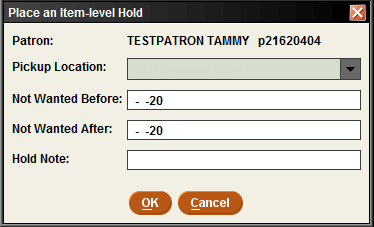 Place an Item-level Hold
Patron: TESTPATRON TAMMY p21620404
Pickup Location:
Not Wanted Before: - -20
Not Wanted After: - -20
Hold Note:
OK Cancel